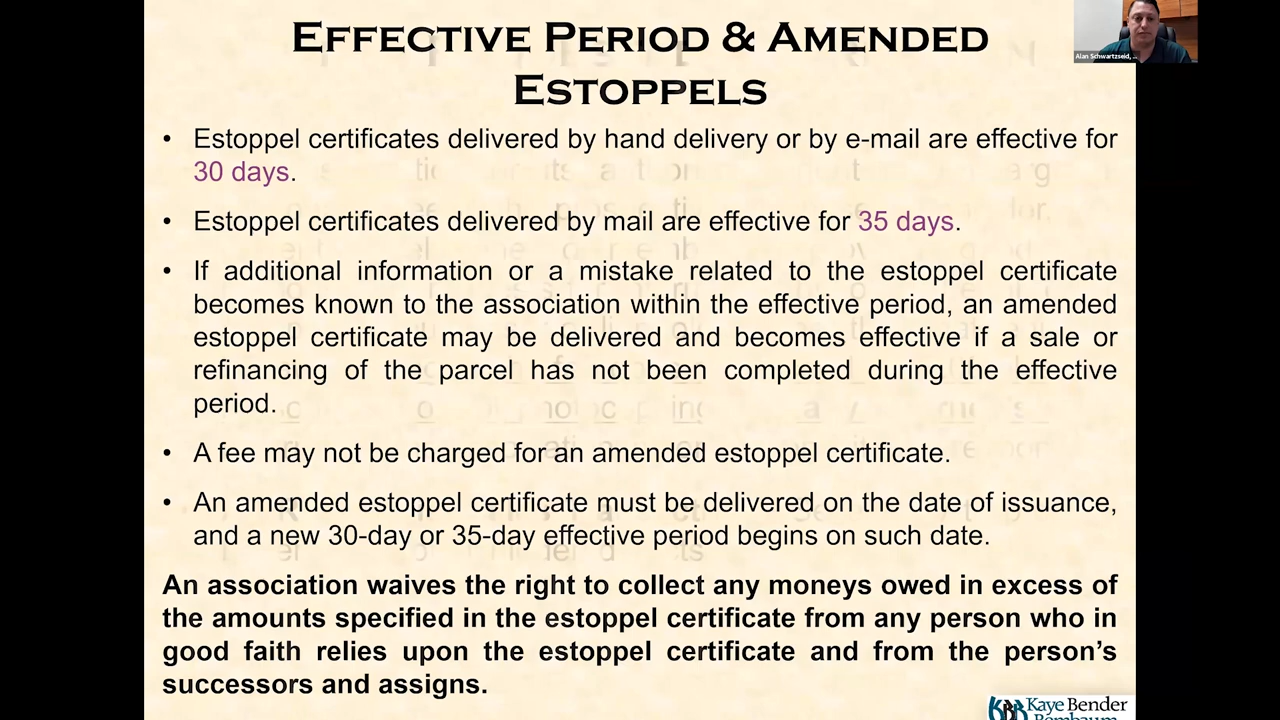 EFFECTIVE PERIOD & AMENDED
ESTOPPELS
Alan Schwartzseid, ...
• Estoppel certificates delivered by hand delivery or by e-mail are effective for
30 days.
• Estoppel certificates delivered by mail are effective for 35 days.
• If additional information or a mistake related to the estoppel certificate
becomes known to the association within the effective period, an amended
estoppel certificate may be delivered and becomes effective if a sale or
refinancing of the parcel has not been completed during the effective
period.
• A fee may not be charged for an amended estoppel certificate.
• An amended estoppel certificate must be delivered on the date of issuance,
and a new 30-day or 35-day effective period begins on such date.
An association waives the right to collect any moneys owed in excess of
the amounts specified in the estoppel certificate from any person who in
good faith relies upon the estoppel certificate and from the person’s
successors and assigns.
KBR Kaye Bender
Rembaum